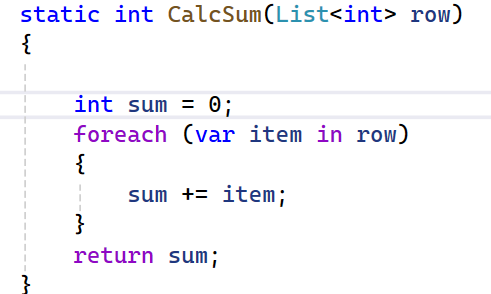 static int CalcSum(List<int> row)
{
int sum = 0;
foreach (var item in row)
{
sum += item;
}
return sum;
}